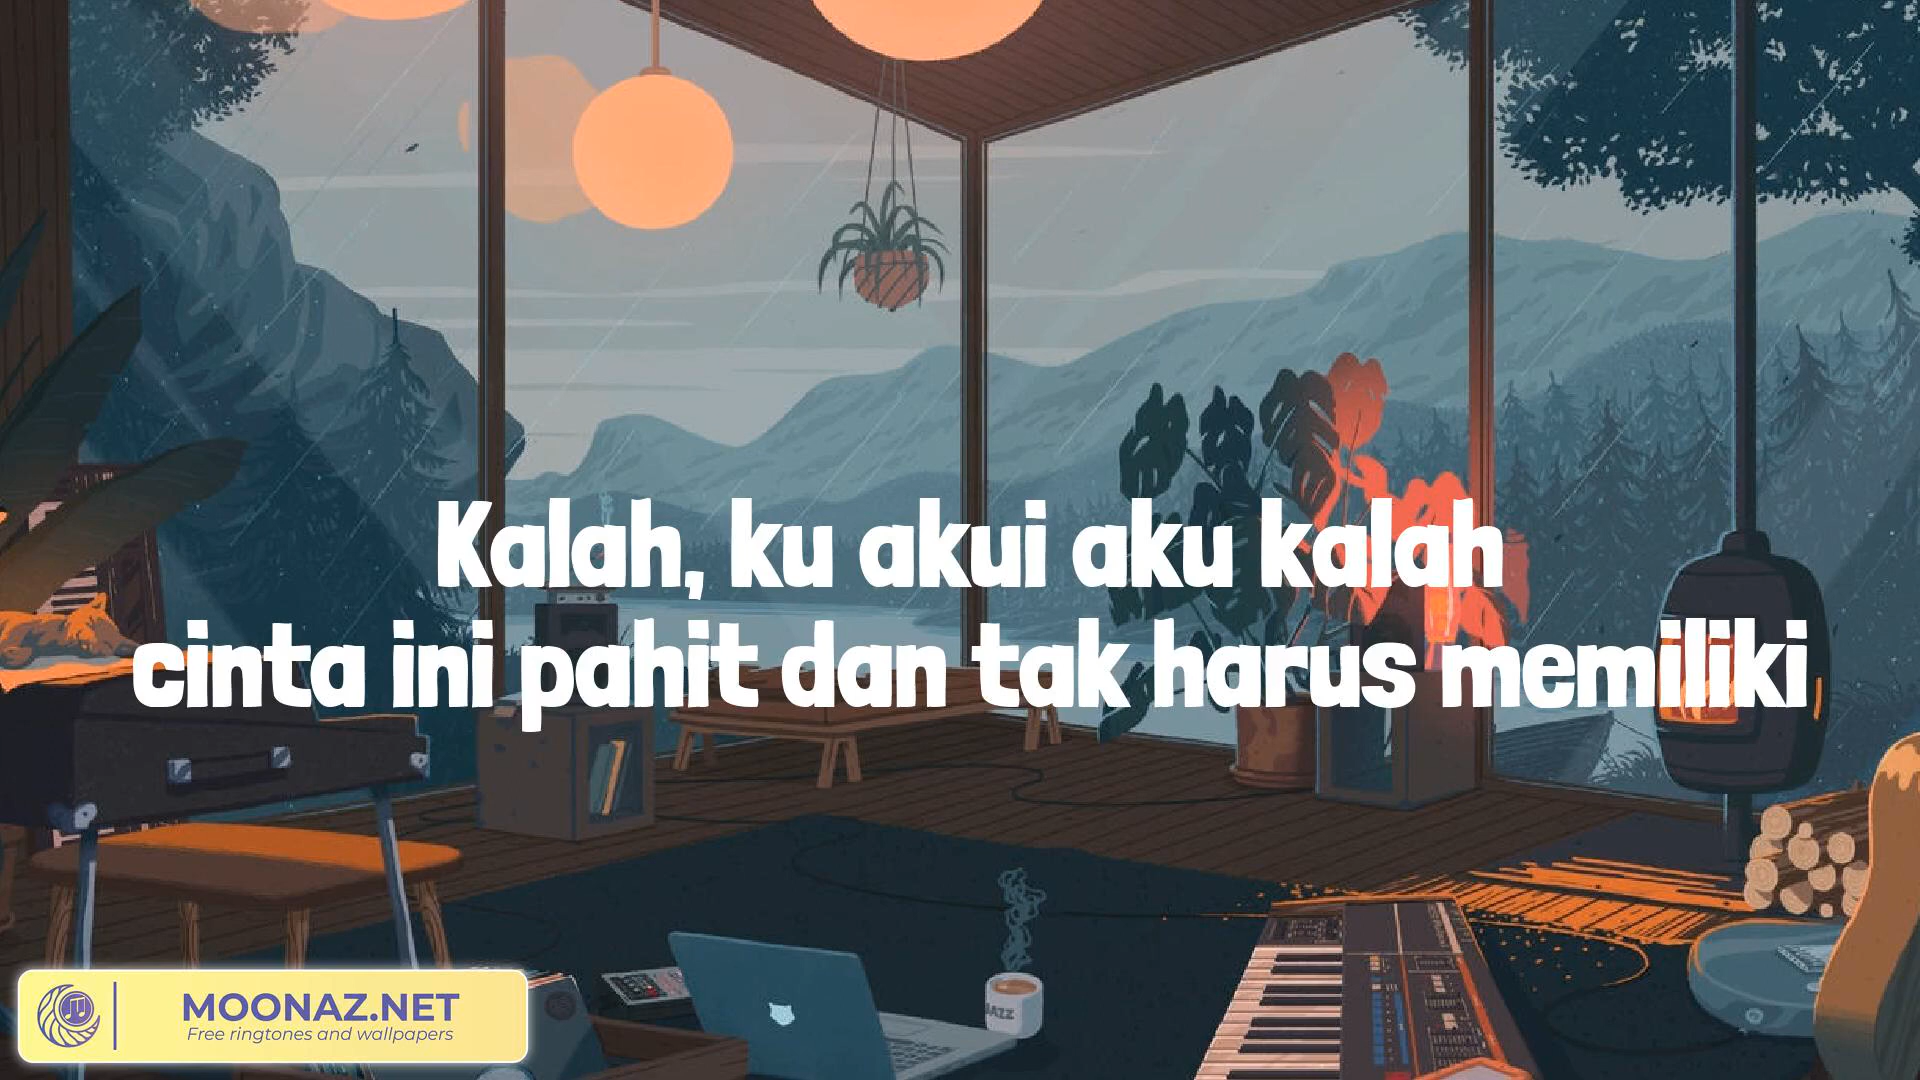 Kalah, ku akui aku kalah
cinta ini pahit dan tak harus memiliki
JAZZ
MOONAZ.NET
Free ringtones and wallpapers